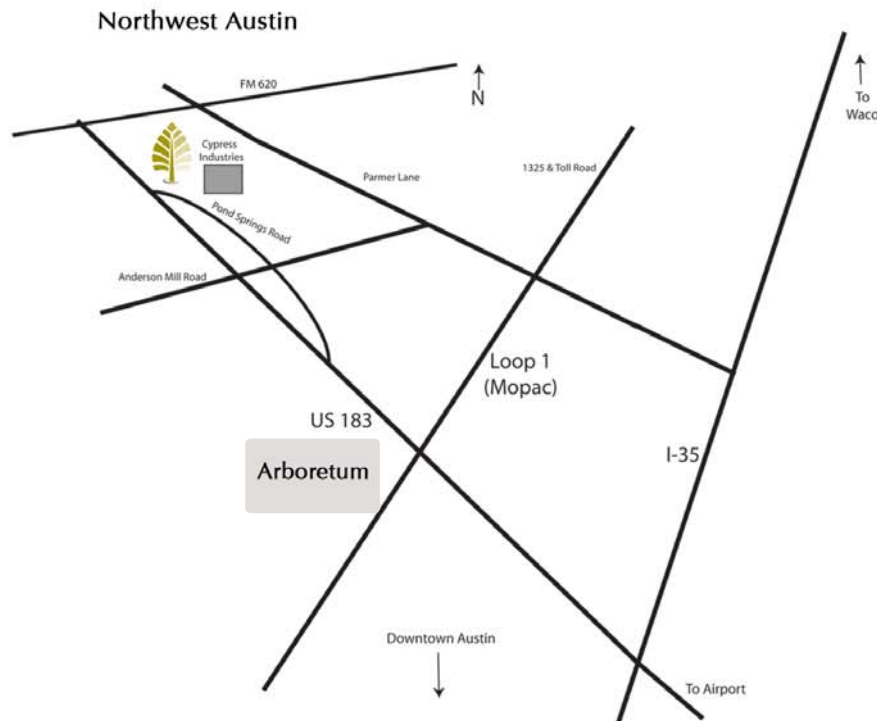 Northwest Austin
FM 620
N
To
Waco
Cypress
Industries
Parmer Lane
1325 & Toll Road
Pond Springs Road
Anderson Mill Road
Loop 1
(Mopac)
US 183
Arboretum
I-35
Downtown Austin
To Airport